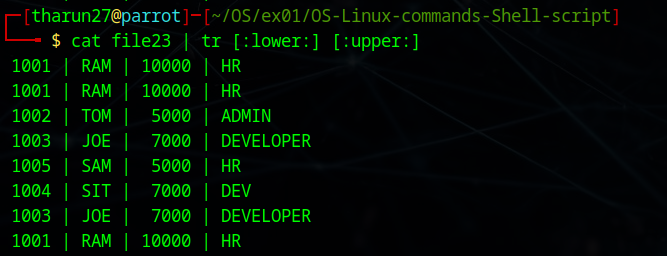 ┌─[tharun27@parrot]─[~/OS/ex01/OS-Linux-commands-Shell-script]
└──╼ $ cat file23 | tr [:lower:] [:upper:]
1001 | RAM | 10000 | HR
1001 | RAM | 10000 | HR
1002 | TOM |  5000 | ADMIN
1003 | JOE |  7000 | DEVELOPER
1005 | SAM |  5000 | HR
1004 | SIT |  7000 | DEV
1003 | JOE |  7000 | DEVELOPER
1001 | RAM | 10000 | HR